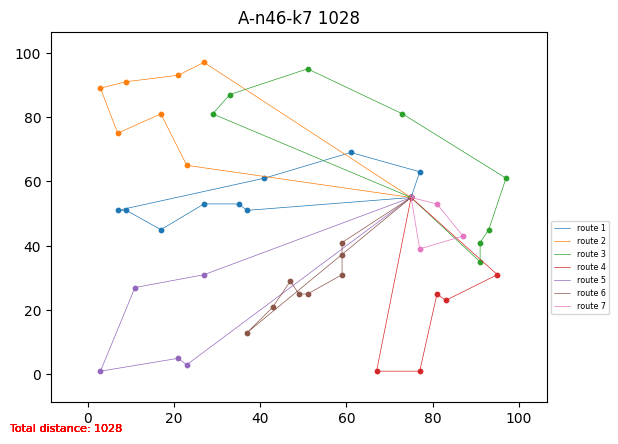 A-n46-k7 1028
100
80
60
40
20
0
0 20 40 60 80 100
route 1
route 2
route 3
route 4
route 5
route 6
route 7
Total distance: 1028